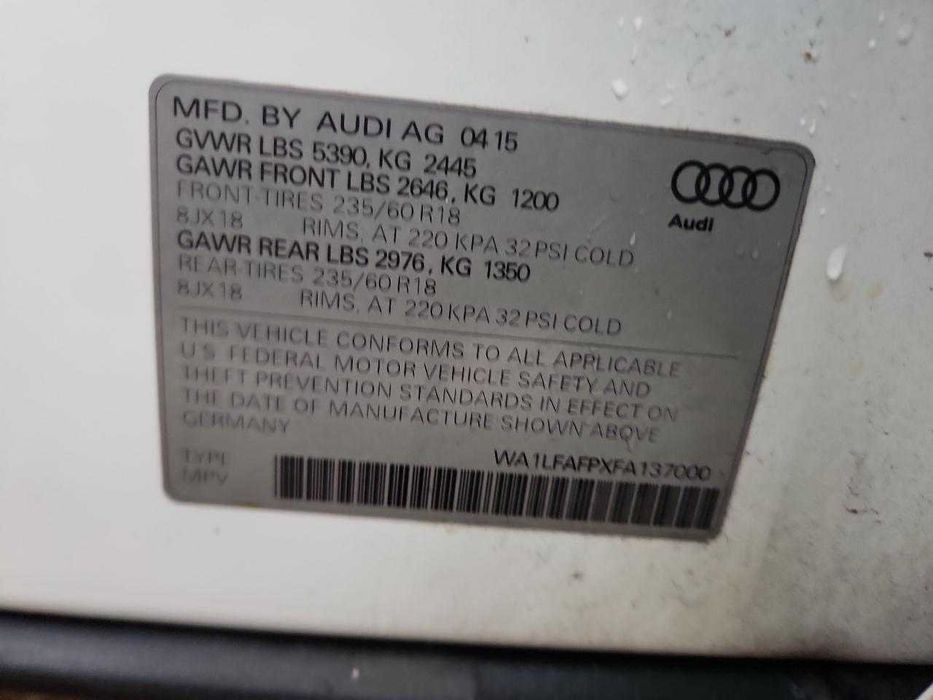 MFD. BY AUDI AG 04 15
GVWR LBS 5390, KG 2445
GAWR FRONT LBS 2646, KG 1200
FRONT-TIRES 235/60 R18
8JX18 RIMS, AT 220 KPA 32 PSI COLD
GAWR REAR LBS 2976, KG 1350
REAR-TIRES 235/60 R18
8JX18 RIMS, AT 220 KPA 32 PSI COLD
Audi
THIS VEHICLE CONFORMS TO ALL APPLICABLE
U.S. FEDERAL MOTOR VEHICLE SAFETY AND
THEFT PREVENTION STANDARDS IN EFFECT ON
THE DATE OF MANUFACTURE SHOWN ABOVE
GERMANY
TYPE WA1LFAFPXFA137000
MPV